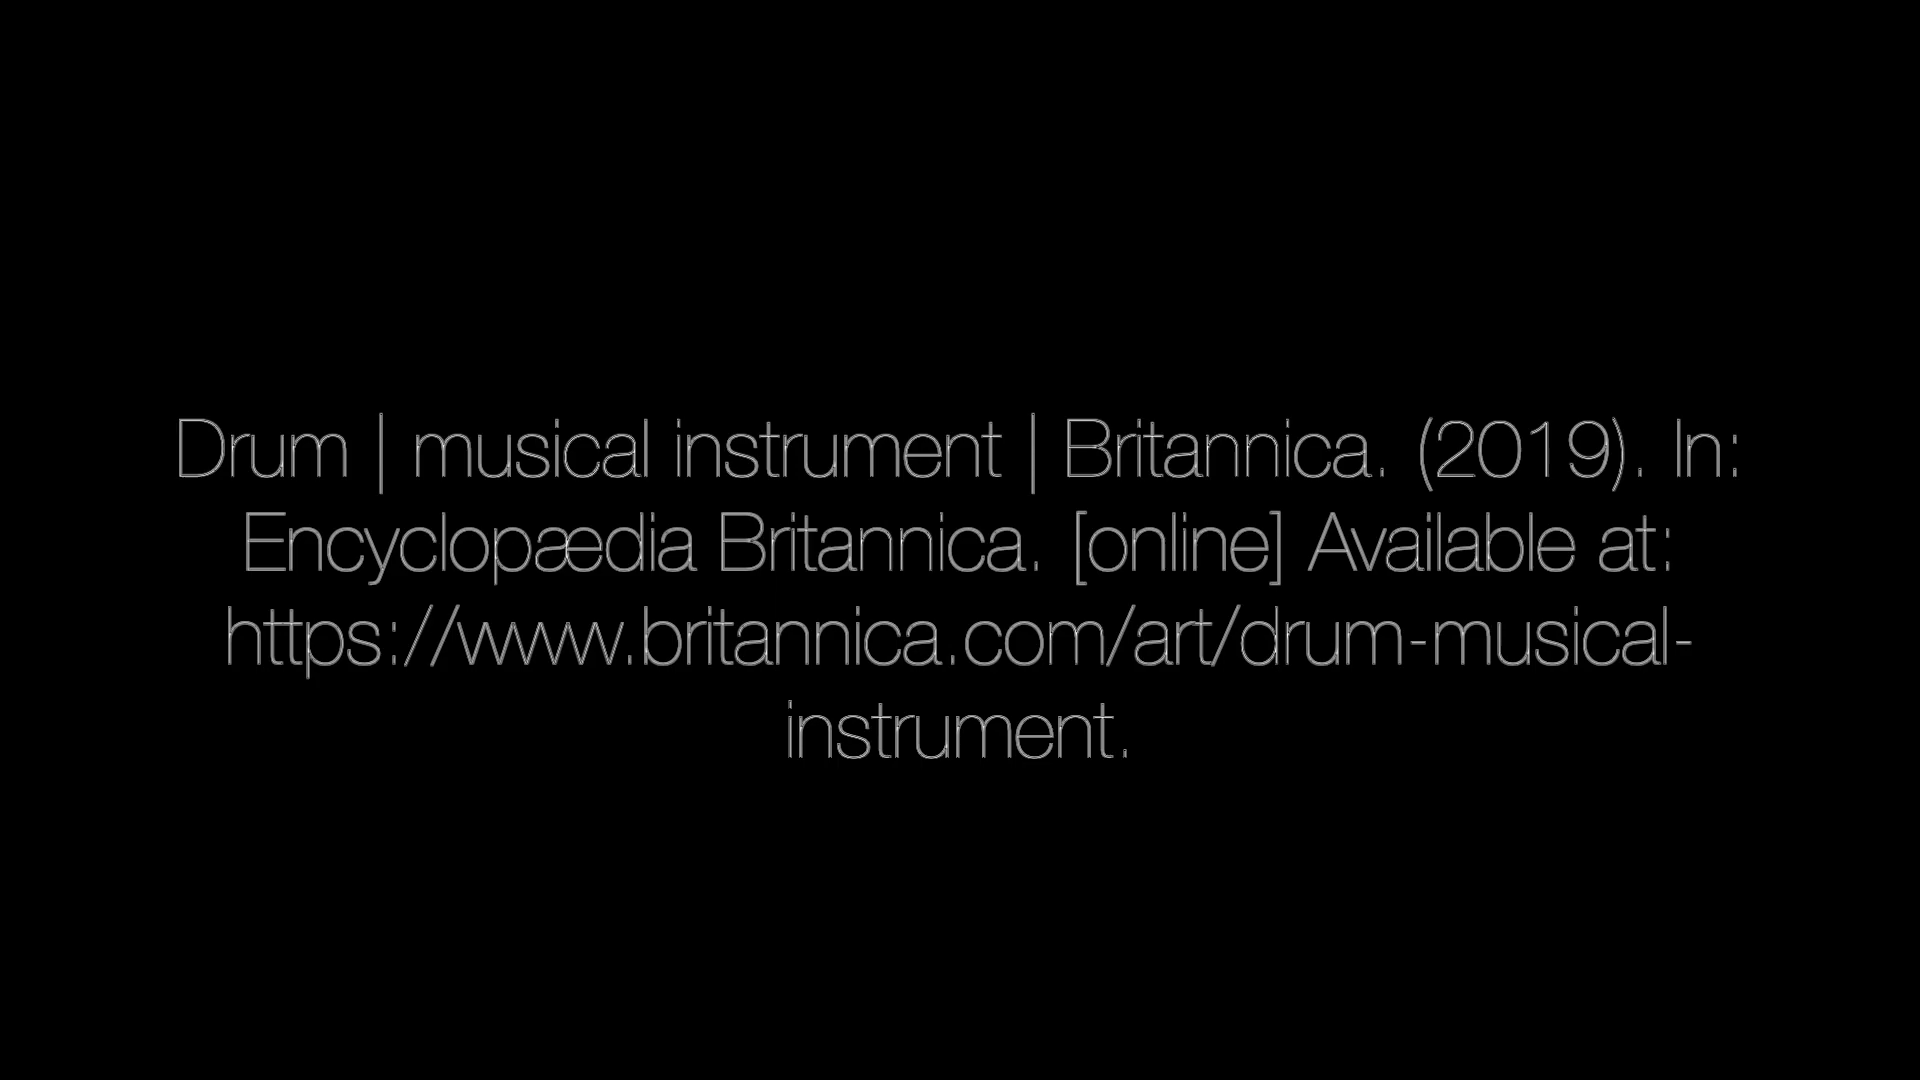 Drum | musical instrument | Britannica. (2019). In:
Encyclopædia Britannica. [online] Available at:
https://www.britannica.com/art/drum-musical-
instrument.